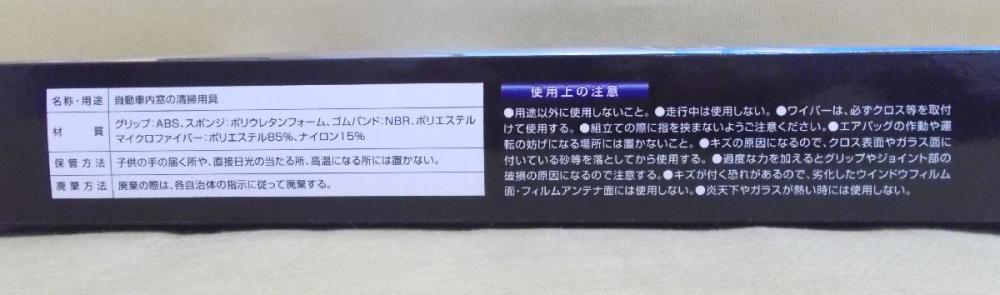 名称・用途 自動車内窓の清掃用具
材質 グリップ:ABS、スポンジ:ポリウレタンフォーム、ゴムバンド:NBR、ポリエステル
マイクロファイバー:ポリエステル85%、ナイロン15%
保管方法 子供の手の届く所や、直接日光の当たる所、高温になる所には置かない。
廃棄方法 廃棄の際は、各自治体の指示に従って廃棄する。
使用上の注意
●用途以外に使用しないこと。●走行中は使用しない。●ワイパーは、必ずクロス等を取付
けて使用する。●組立ての際に指を挟まないようご注意ください。●エアバッグの作動や運
転の妨げになる場所には置かないこと。●キズの原因になるので、クロス表面やガラス面に
付いている砂等を落としてから使用する。●過度な力を加えるとグリップやジョイント部の
破損の原因になるので注意する。●キズが付く恐れがあるので、劣化したウインドウフィルム
面・フィルムアンテナ面には使用しない。●炎天下やガラスが熱い時には使用しない。